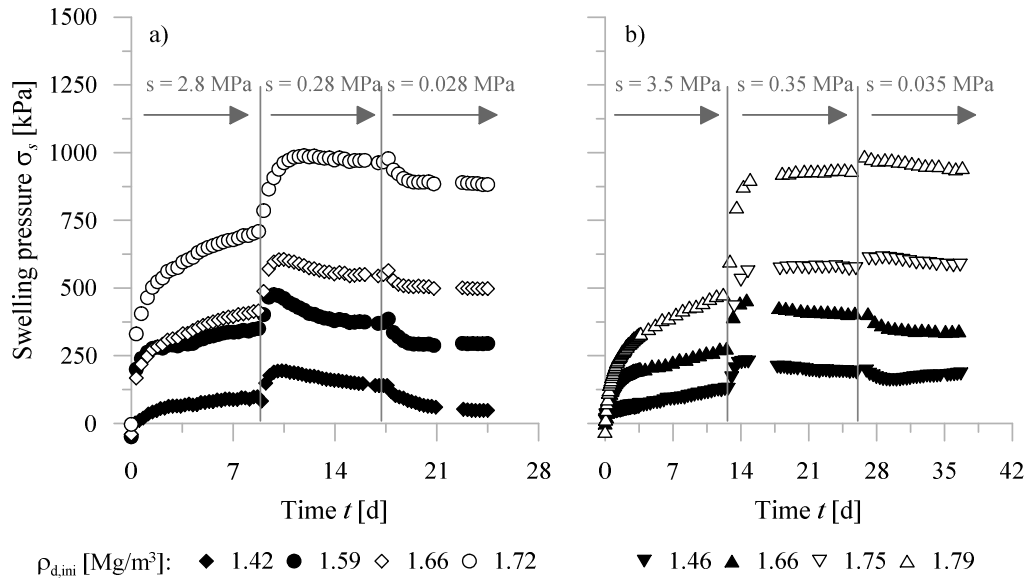 1500
1250
1000
750
500
250
0
Swelling pressure σs [kPa]
a)
s = 2.8 MPa
s = 0.28 MPa
s = 0.028 MPa
0 7 14 21 28
Time t [d]
b)
s = 3.5 MPa
s = 0.35 MPa
s = 0.035 MPa
0 7 14 21 28 35 42
Time t [d]
ρd,ini [Mg/m³]: 1.42 1.59 1.66 1.72 1.46 1.66 1.75 1.79